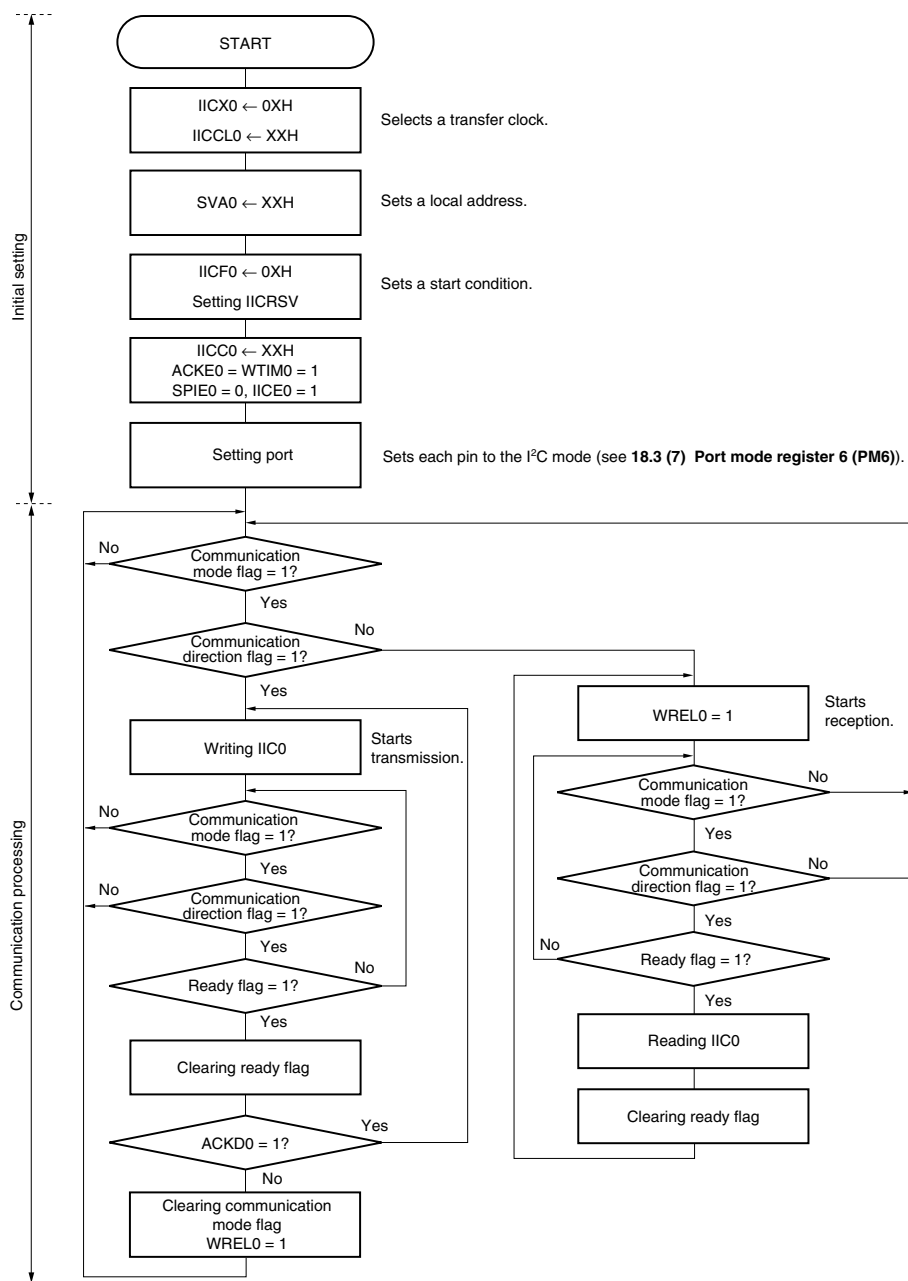 START
IICX0 ← 0XH
IICCL0 ← XXH
Selects a transfer clock.
SVA0 ← XXH
Sets a local address.
IICF0 ← 0XH
Setting IICRSV
Sets a start condition.
Initial setting
IICC0 ← XXH
ACKE0 = WTIM0 = 1
SPIE0 = 0, IICE0 = 1
Setting port
Sets each pin to the I²C mode (see 18.3 (7) Port mode register 6 (PM6)).
No
Communication
mode flag = 1?
Yes
Communication
direction flag = 1?
No
Yes
Writing IIC0
Starts
transmission.
No
Communication
mode flag = 1?
Yes
No
Communication
direction flag = 1?
Yes
Ready flag = 1?
No
Yes
Clearing ready flag
ACKD0 = 1?
Yes
No
Clearing communication
mode flag
WREL0 = 1
Communication processing
WREL0 = 1
Starts
reception.
Communication
mode flag = 1?
No
Yes
Communication
direction flag = 1?
No
Yes
No
Ready flag = 1?
Yes
Reading IIC0
Clearing ready flag